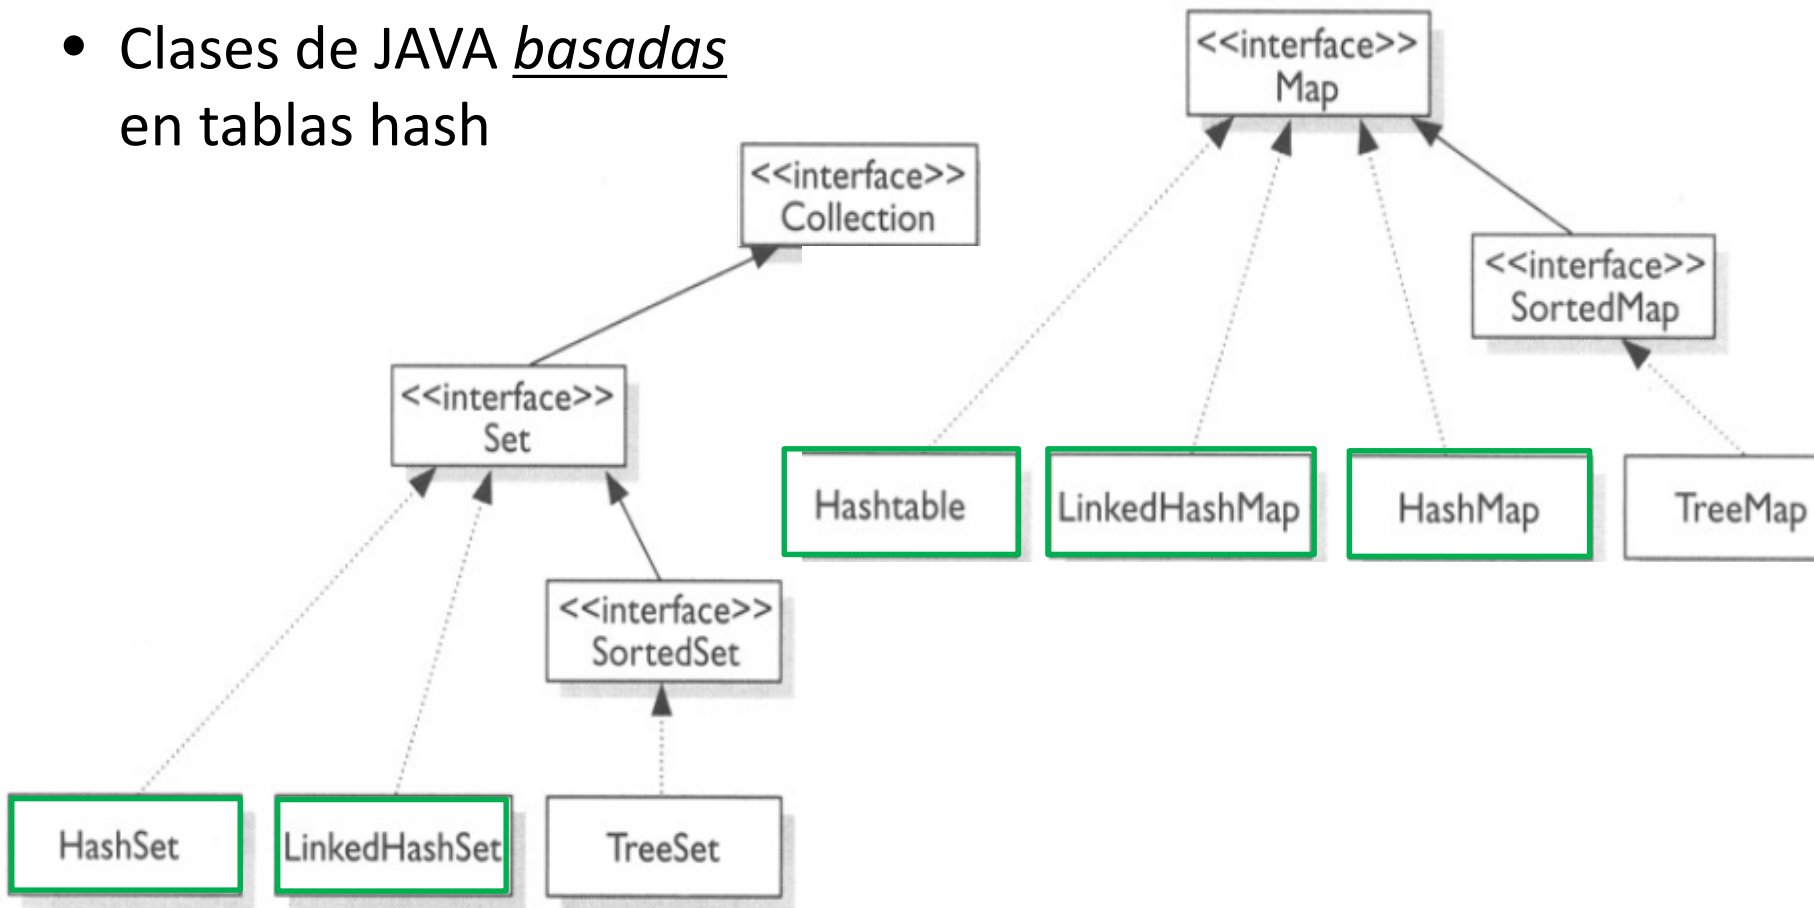 • Clases de JAVA basadas
en tablas hash
<<interface>>
Map
<<interface>>
Collection
<<interface>>
SortedMap
<<interface>>
Set
Hashtable
LinkedHashMap
HashMap
TreeMap
<<interface>>
SortedSet
HashSet
LinkedHashSet
TreeSet